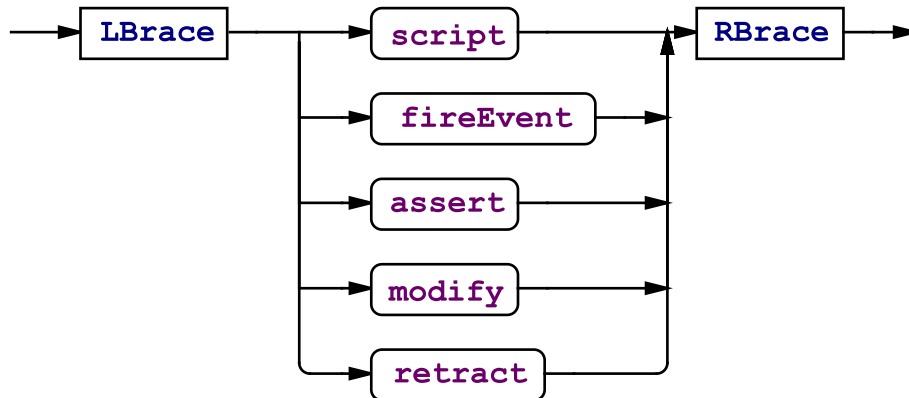 LBrace script RBrace
fireEvent
assert
modify
retract